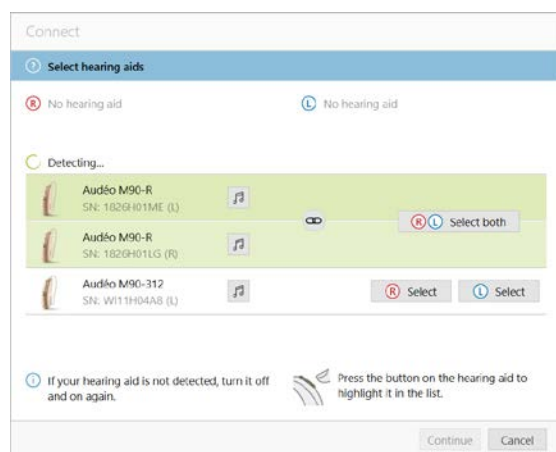 Connect
? Select hearing aids
R No hearing aid
L No hearing aid
Detecting...
Audéo M90-R
SN: 1826H01ME (L)
R L Select both
Audéo M90-R
SN: 1826H01LG (R)
Audéo M90-312
SN: WI11H04A8 (L)
R Select
L Select
i If your hearing aid is not detected, turn it off
and on again.
Press the button on the hearing aid to
highlight it in the list.
Continue
Cancel